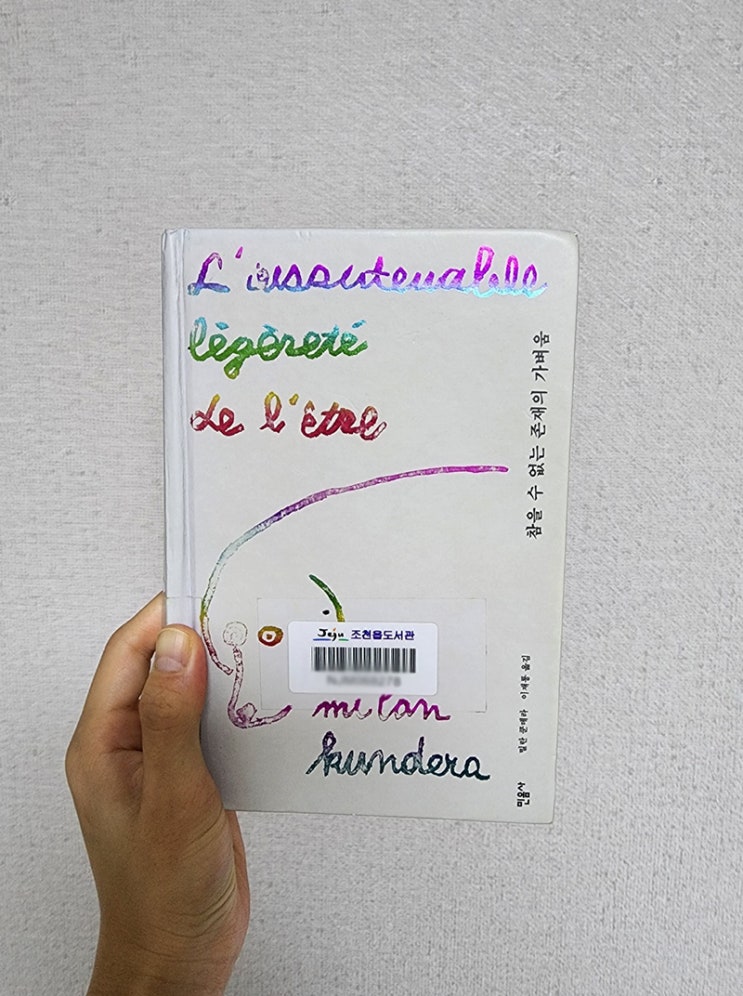 L'insoutenable
légèreté
de l'être
참을 수 없는 존재의 가벼움
Jeju 조천읍도서관
milan
kundera
밀란 쿤데라 이재룡 옮김
민음사